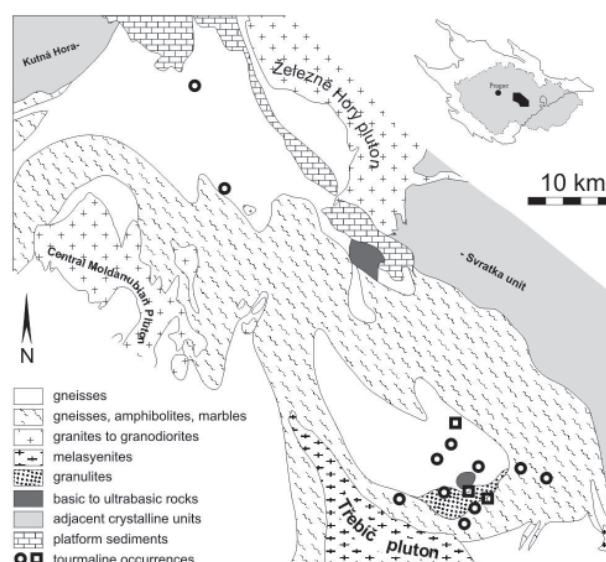 Kutná Hora-
Železné Hory pluton
Prague
10 km
- Svratka unit
Central Moldanubian Pluton
N
gneisses
gneisses, amphibolites, marbles
granites to granodiorites
melasyenites
granulites
basic to ultrabasic rocks
adjacent crystalline units
platform sediments
tourmaline occurrences
Třebíč pluton